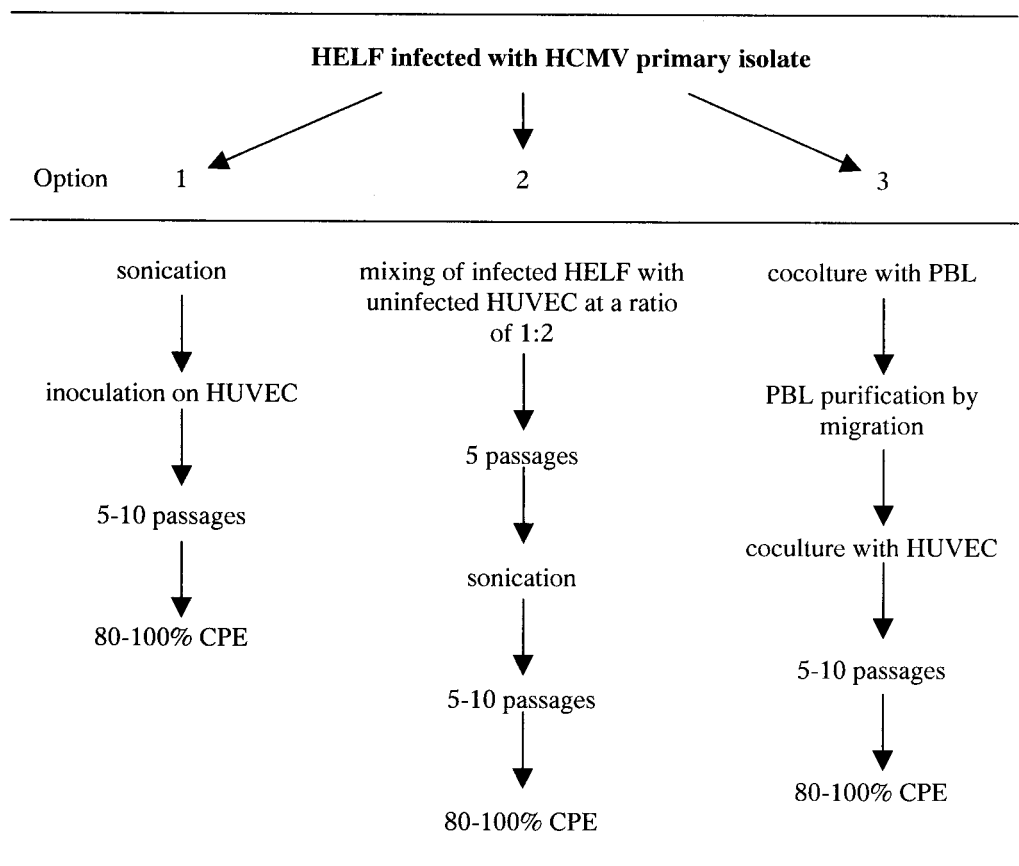 HELF infected with HCMV primary isolate
Option 1 2 3
sonication
inoculation on HUVEC
5-10 passages
80-100% CPE
mixing of infected HELF with
uninfected HUVEC at a ratio
of 1:2
5 passages
sonication
5-10 passages
80-100% CPE
cocolture with PBL
PBL purification by
migration
coculture with HUVEC
5-10 passages
80-100% CPE